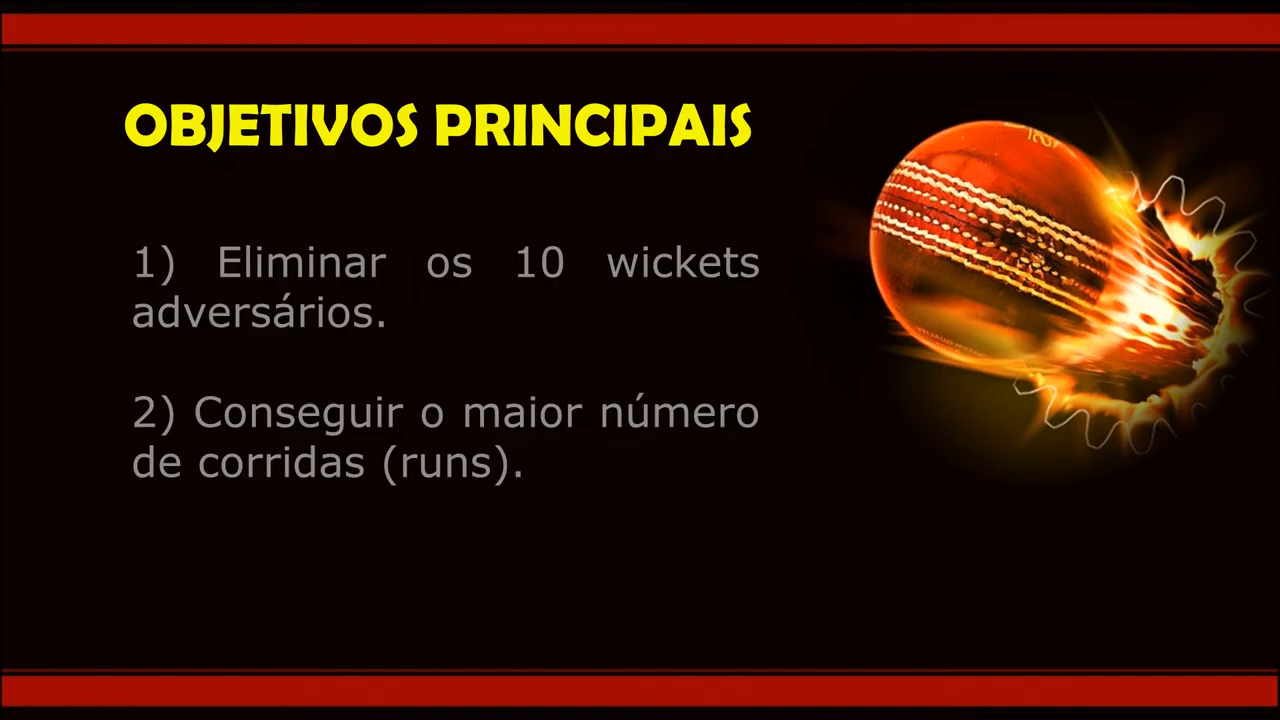 OBJETIVOS PRINCIPAIS
1) Eliminar os 10 wickets
adversários.
2) Conseguir o maior número
de corridas (runs).